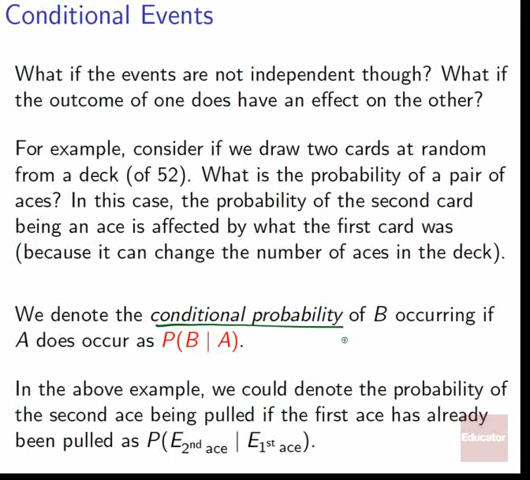 Conditional Events
What if the events are not independent though? What if
the outcome of one does have an effect on the other?
For example, consider if we draw two cards at random
from a deck (of 52). What is the probability of a pair of
aces? In this case, the probability of the second card
being an ace is affected by what the first card was
(because it can change the number of aces in the deck).
We denote the conditional probability of B occurring if
A does occur as P(B | A).
In the above example, we could denote the probability of
the second ace being pulled if the first ace has already
been pulled as P(E₂ₙd ace | E₁ₛₜ ace).
Educator